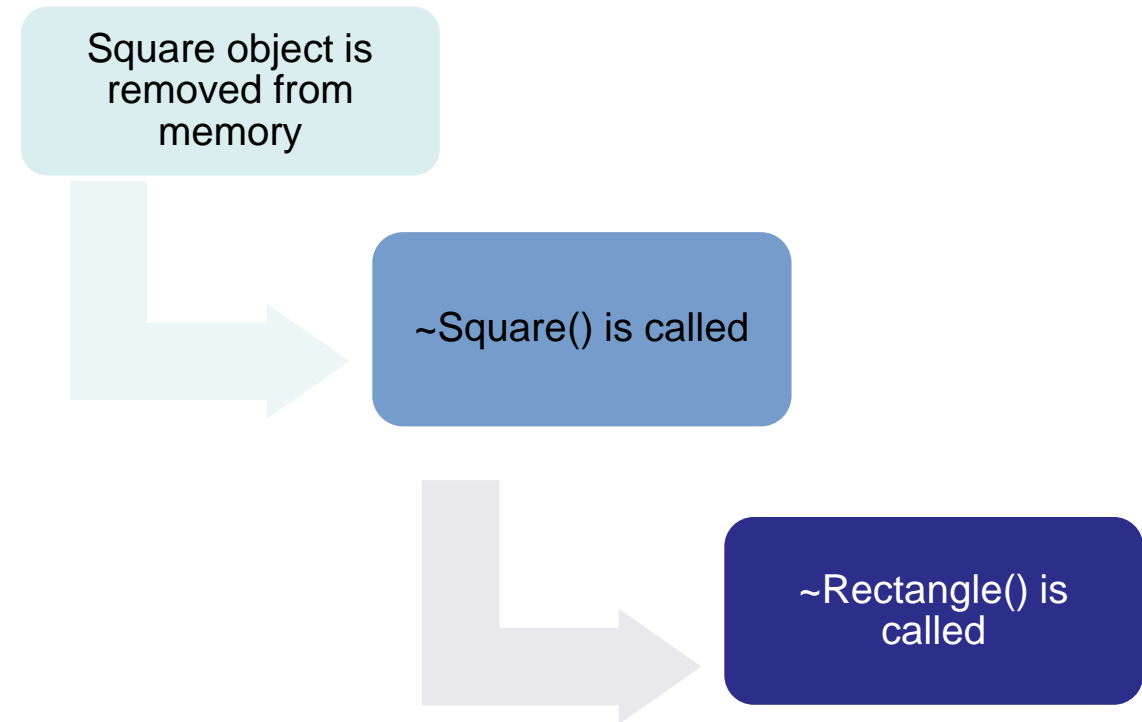 Square object is
removed from
memory
~Square() is called
~Rectangle() is
called